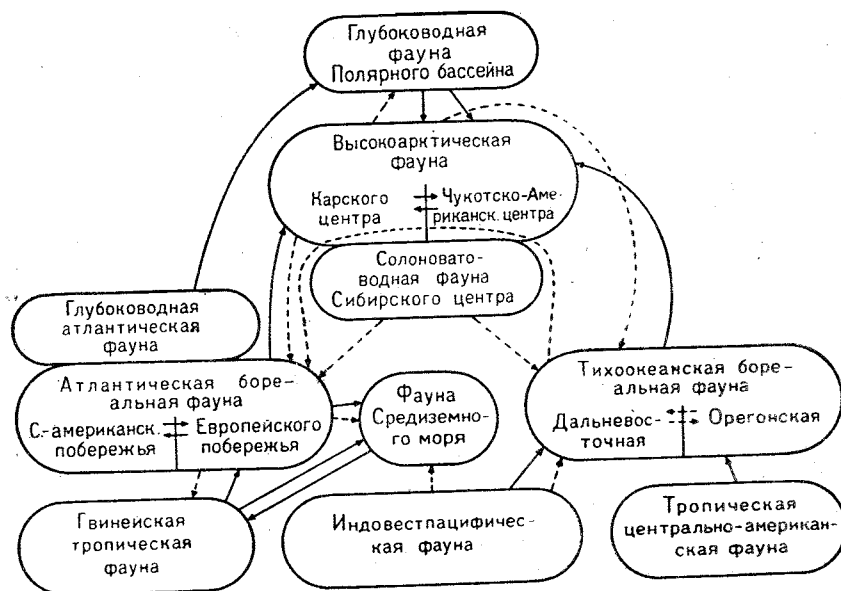 Глубоководная
фауна
Полярного бассейна
Высокоарктическая
фауна
Карского
центра
Чукотско-Аме-
риканск. центра
Солоновато-
водная фауна
Сибирского центра
Глубоководная
атлантическая
фауна
Атлантическая боре-
альная фауна
С.-американск.
побережья
Европейского
побережья
Фауна
Средиземно-
го моря
Тихоокеанская боре-
альная фауна
Дальневос-
точная
Орегонская
Гвинейская
тропическая
фауна
Индовестпацифичес-
кая фауна
Тропическая
центрально-американ-
ская фауна